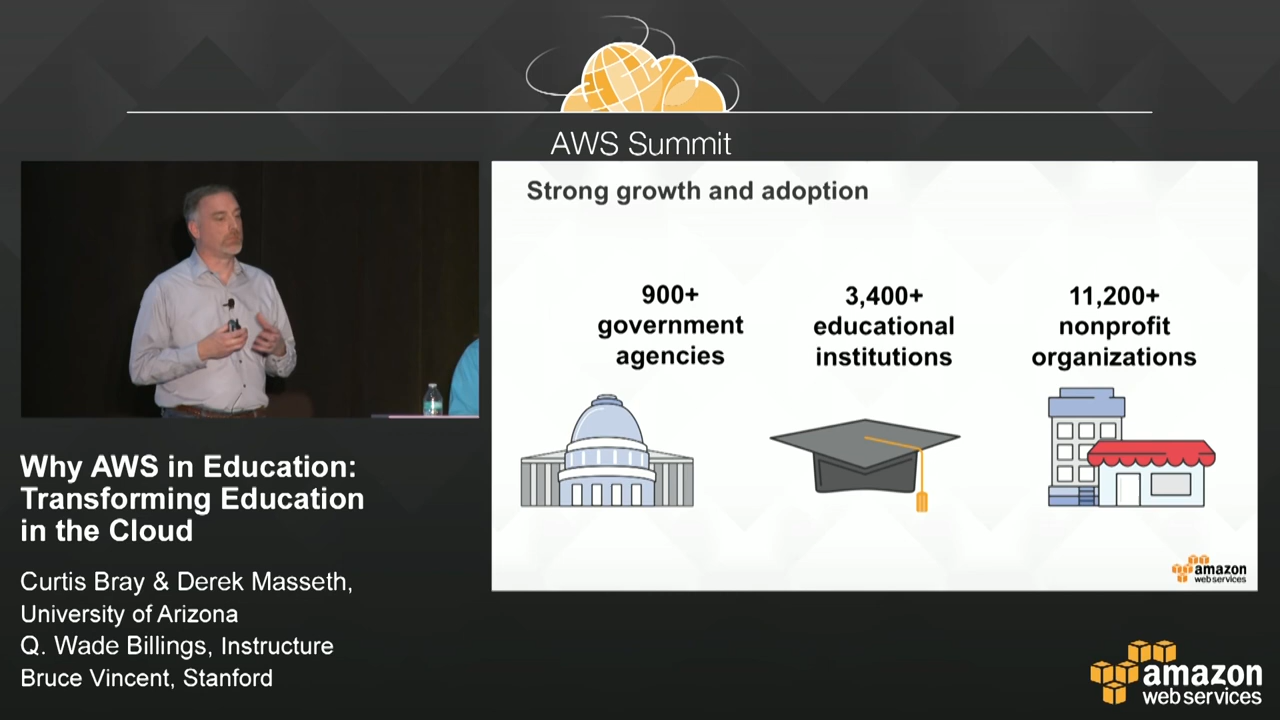 AWS Summit
Strong growth and adoption
900+
government
agencies
3,400+
educational
institutions
11,200+
nonprofit
organizations
amazon
web services
Why AWS in Education:
Transforming Education
in the Cloud
Curtis Bray & Derek Masseth,
University of Arizona
Q. Wade Billings, Instructure
Bruce Vincent, Stanford
amazon
web services